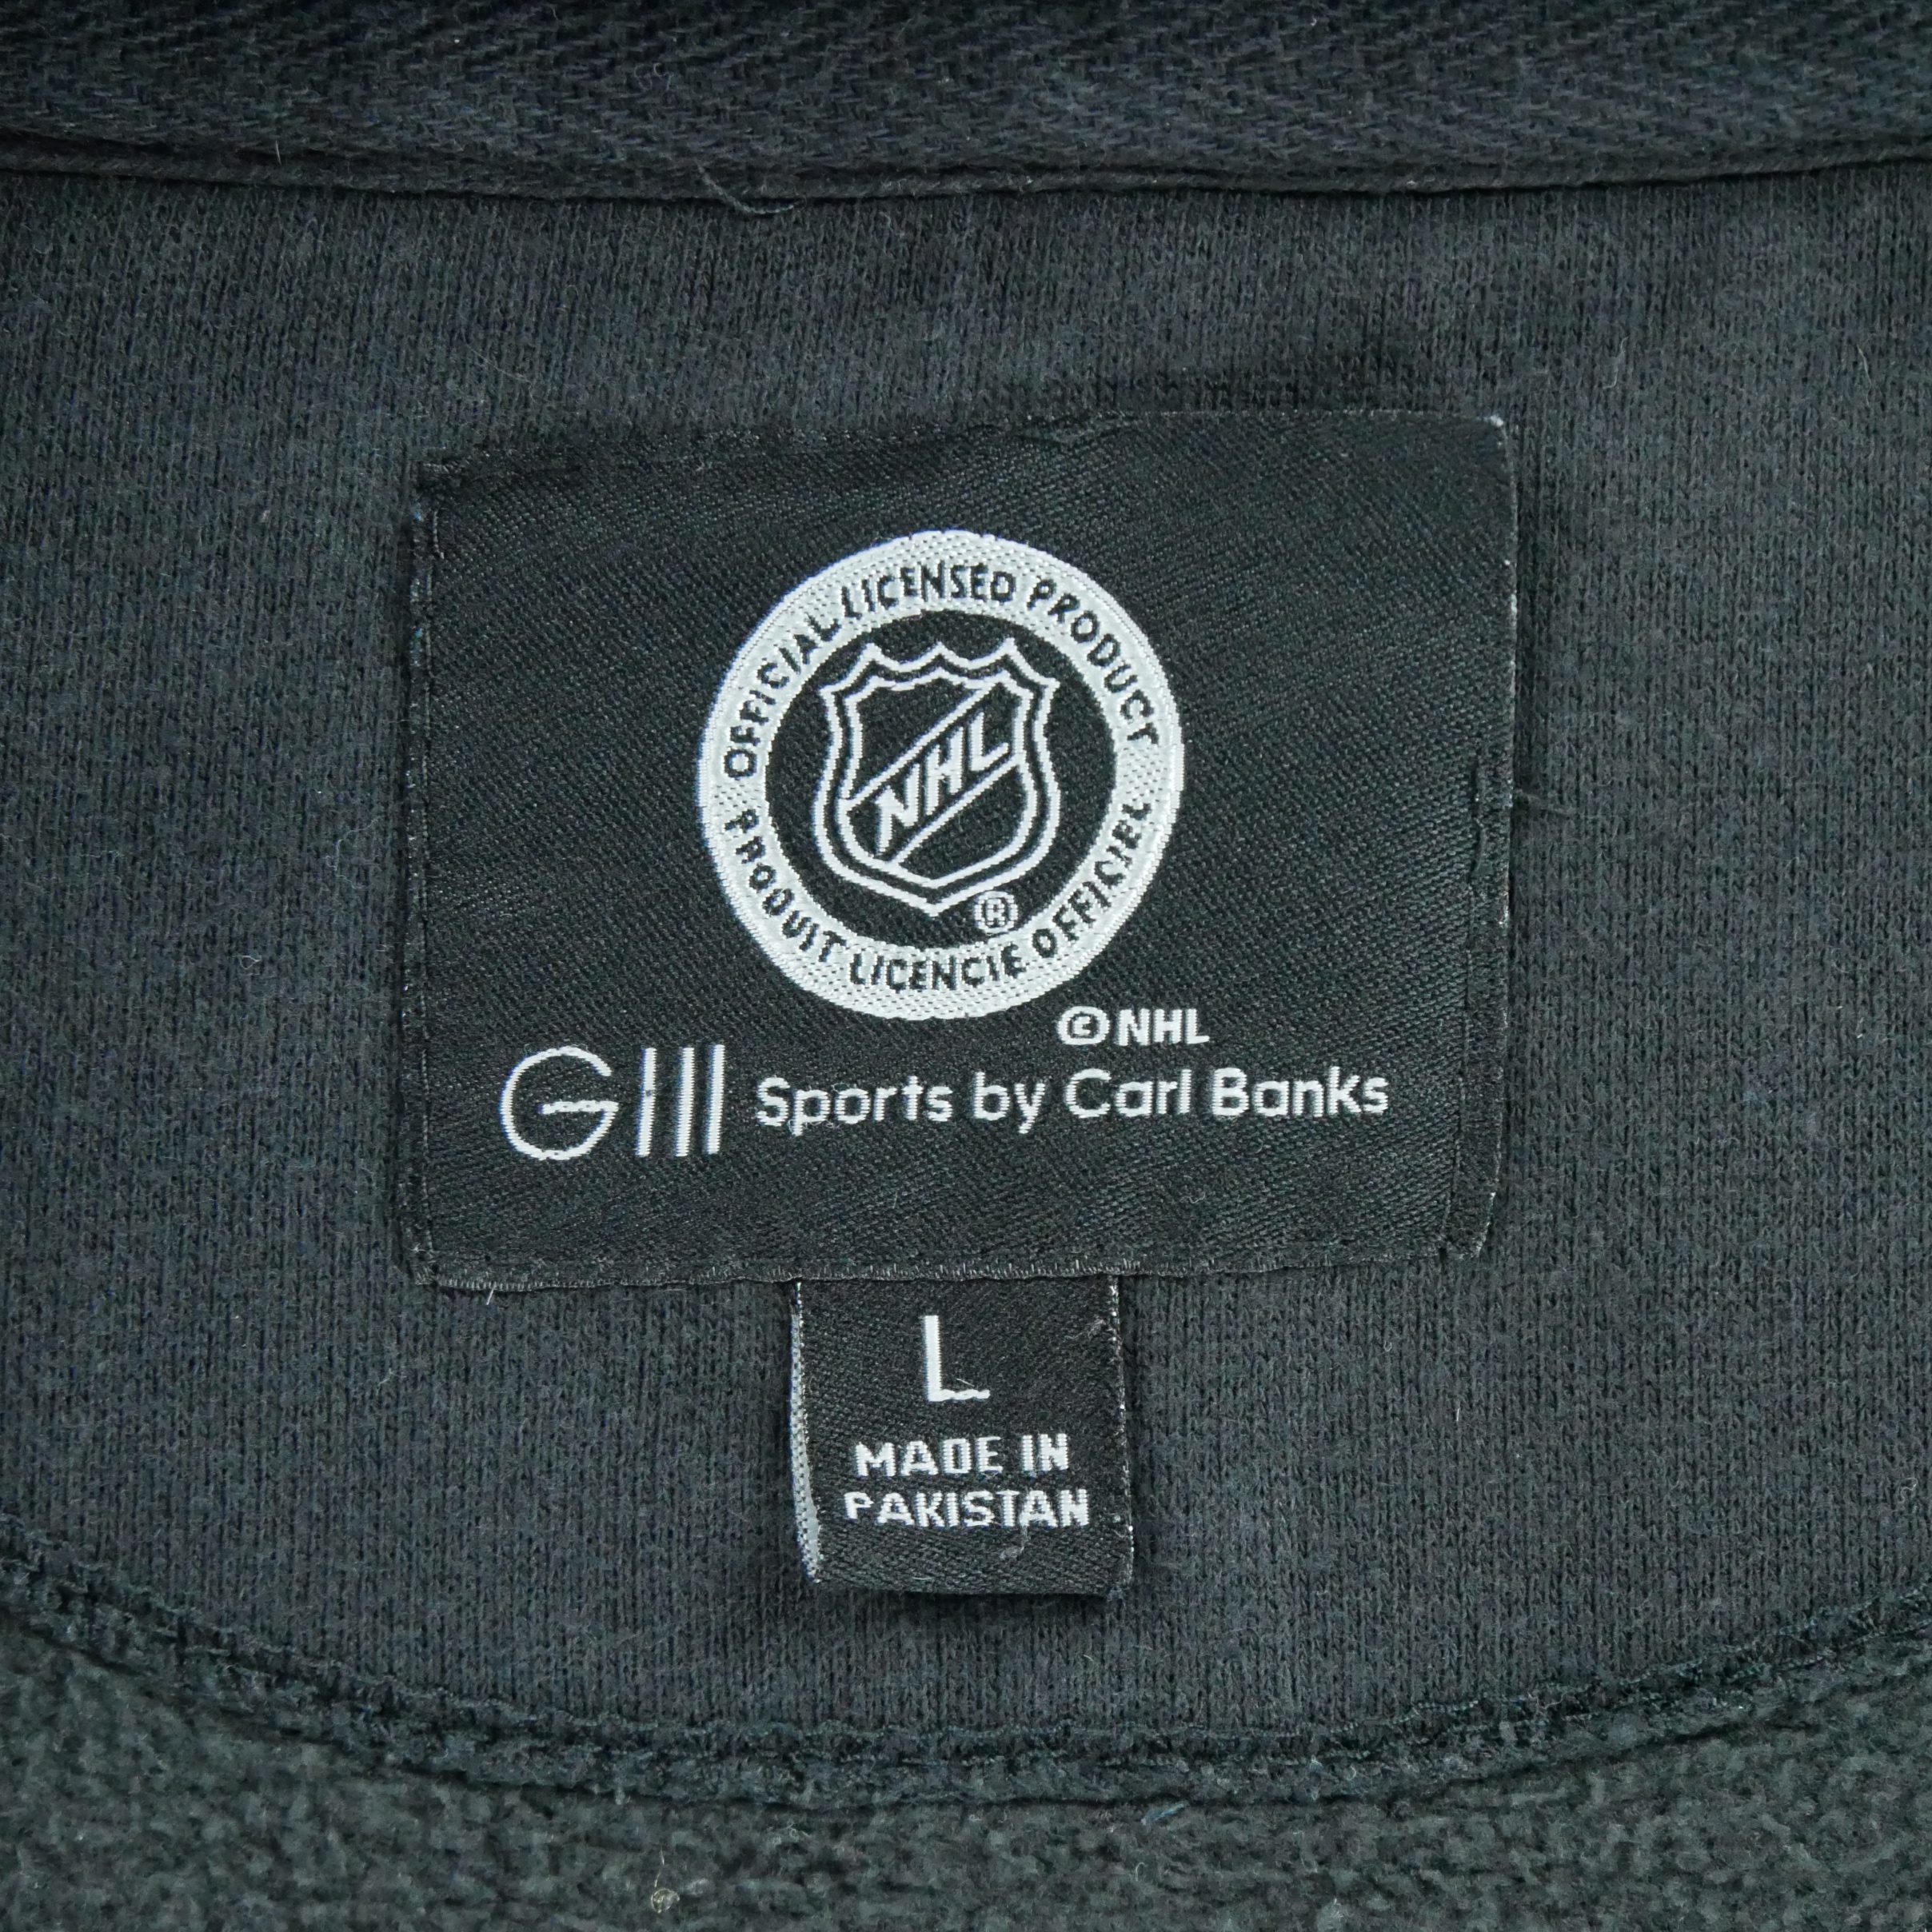 OFFICIAL LICENSED PRODUCT
NHL
®
PRODUIT LICENCIE OFFICIEL
©NHL
GIII Sports by Carl Banks
L
MADE IN
PAKISTAN